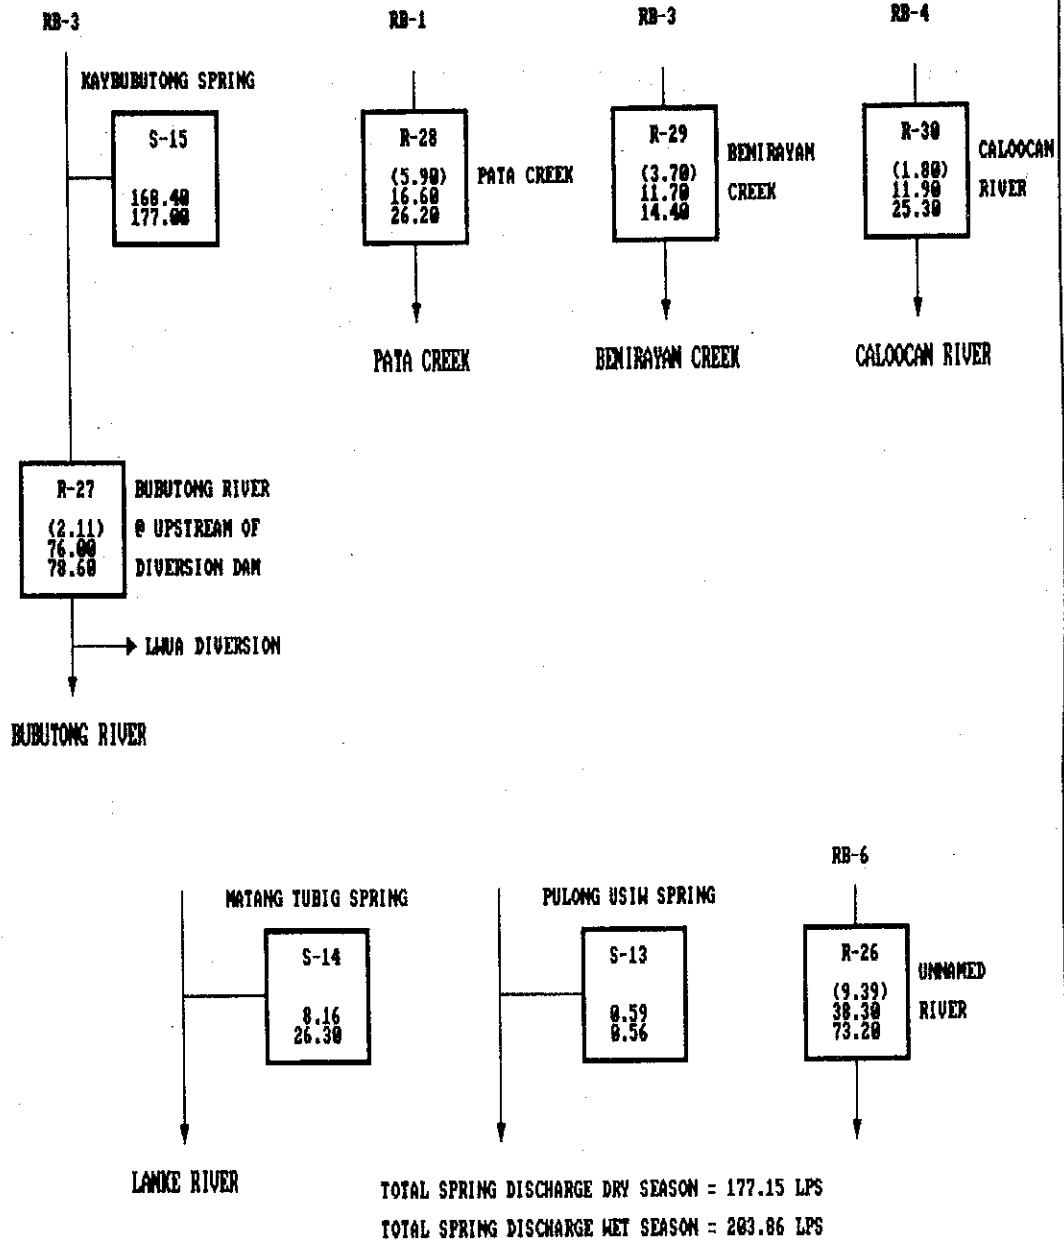 RB-3
RB-1
RB-3
RB-4
KAYBUBUTONG SPRING
S-15
168.40
177.00
R-28
(5.90)
16.60
26.20
PATA CREEK
R-29
(3.70)
11.70
14.40
BENIRAYAN
CREEK
R-30
(1.80)
11.90
25.30
CALOOCAN
RIVER
PATA CREEK
BENIRAYAN CREEK
CALOOCAN RIVER
R-27
(2.11)
76.00
78.60
BUBUTONG RIVER
@ UPSTREAM OF
DIVERSION DAM
LWUA DIVERSION
BUBUTONG RIVER
MATANG TUBIG SPRING
S-14
8.16
26.30
PULONG USIW SPRING
S-13
0.59
0.56
RB-6
R-26
(9.39)
38.30
73.20
UNNAMED
RIVER
LANKE RIVER
TOTAL SPRING DISCHARGE DRY SEASON = 177.15 LPS
TOTAL SPRING DISCHARGE WET SEASON = 203.86 LPS